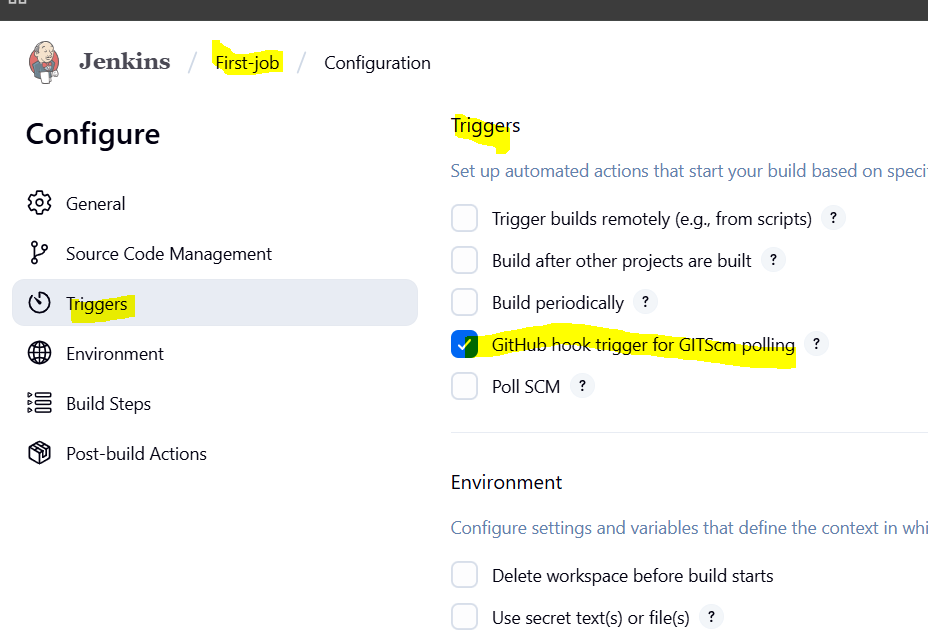 Jenkins / First-job / Configuration
Configure
General
Source Code Management
Triggers
Environment
Build Steps
Post-build Actions
Triggers
Set up automated actions that start your build based on specif
Trigger builds remotely (e.g., from scripts) ?
Build after other projects are built ?
Build periodically ?
GitHub hook trigger for GITScm polling ?
Poll SCM ?
Environment
Configure settings and variables that define the context in whi
Delete workspace before build starts
Use secret text(s) or file(s) ?